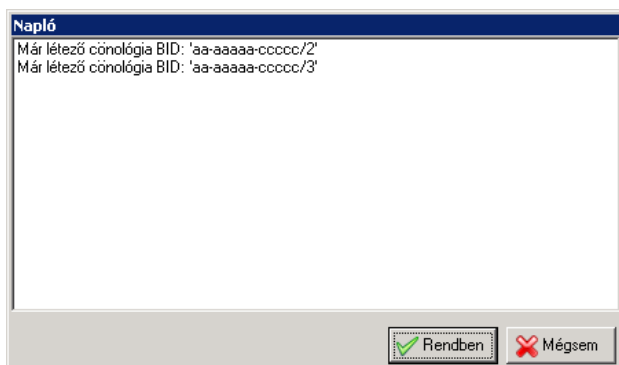 Napló
Már létező cönológia BID: 'aa-aaaaa-ccccc/2'
Már létező cönológia BID: 'aa-aaaaa-ccccc/3'
Rendben
Mégsem